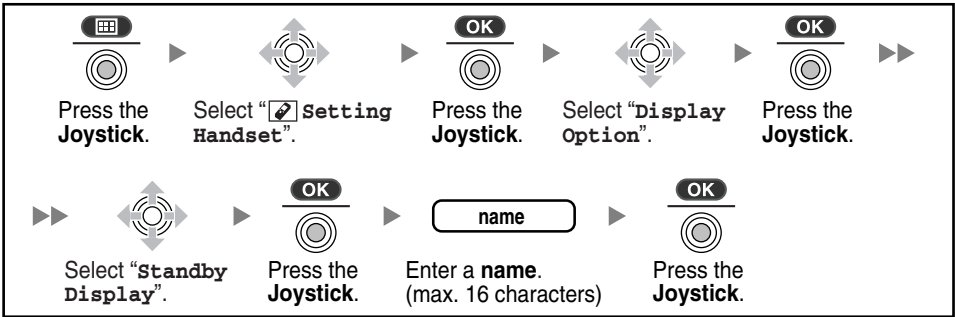 OK OK OK
Press the Select “Setting Press the Select “Display Press the
Joystick. Handset”. Joystick. Option”. Joystick.
OK name OK
Select “Standby Press the Enter a name. Press the
Display”. Joystick. (max. 16 characters) Joystick.